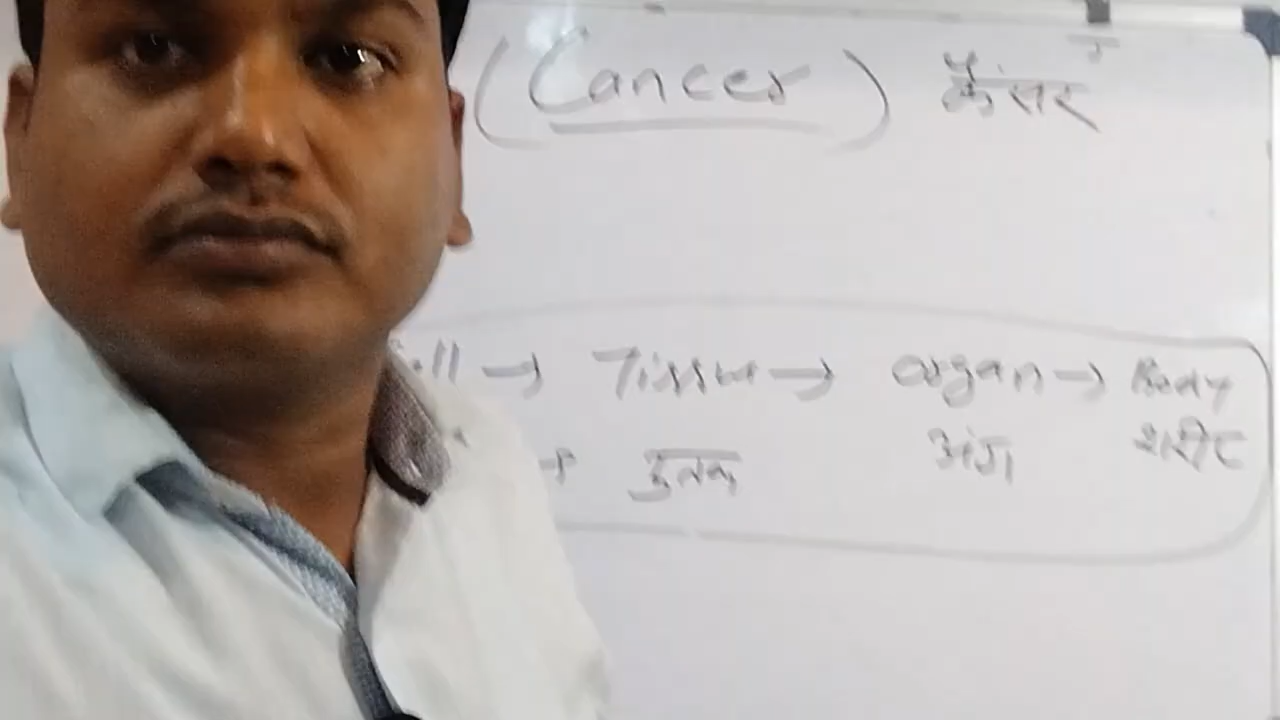 (Cancer) कैंसर
→ Tissue → Organ → Body
ऊतक अंग शरीर